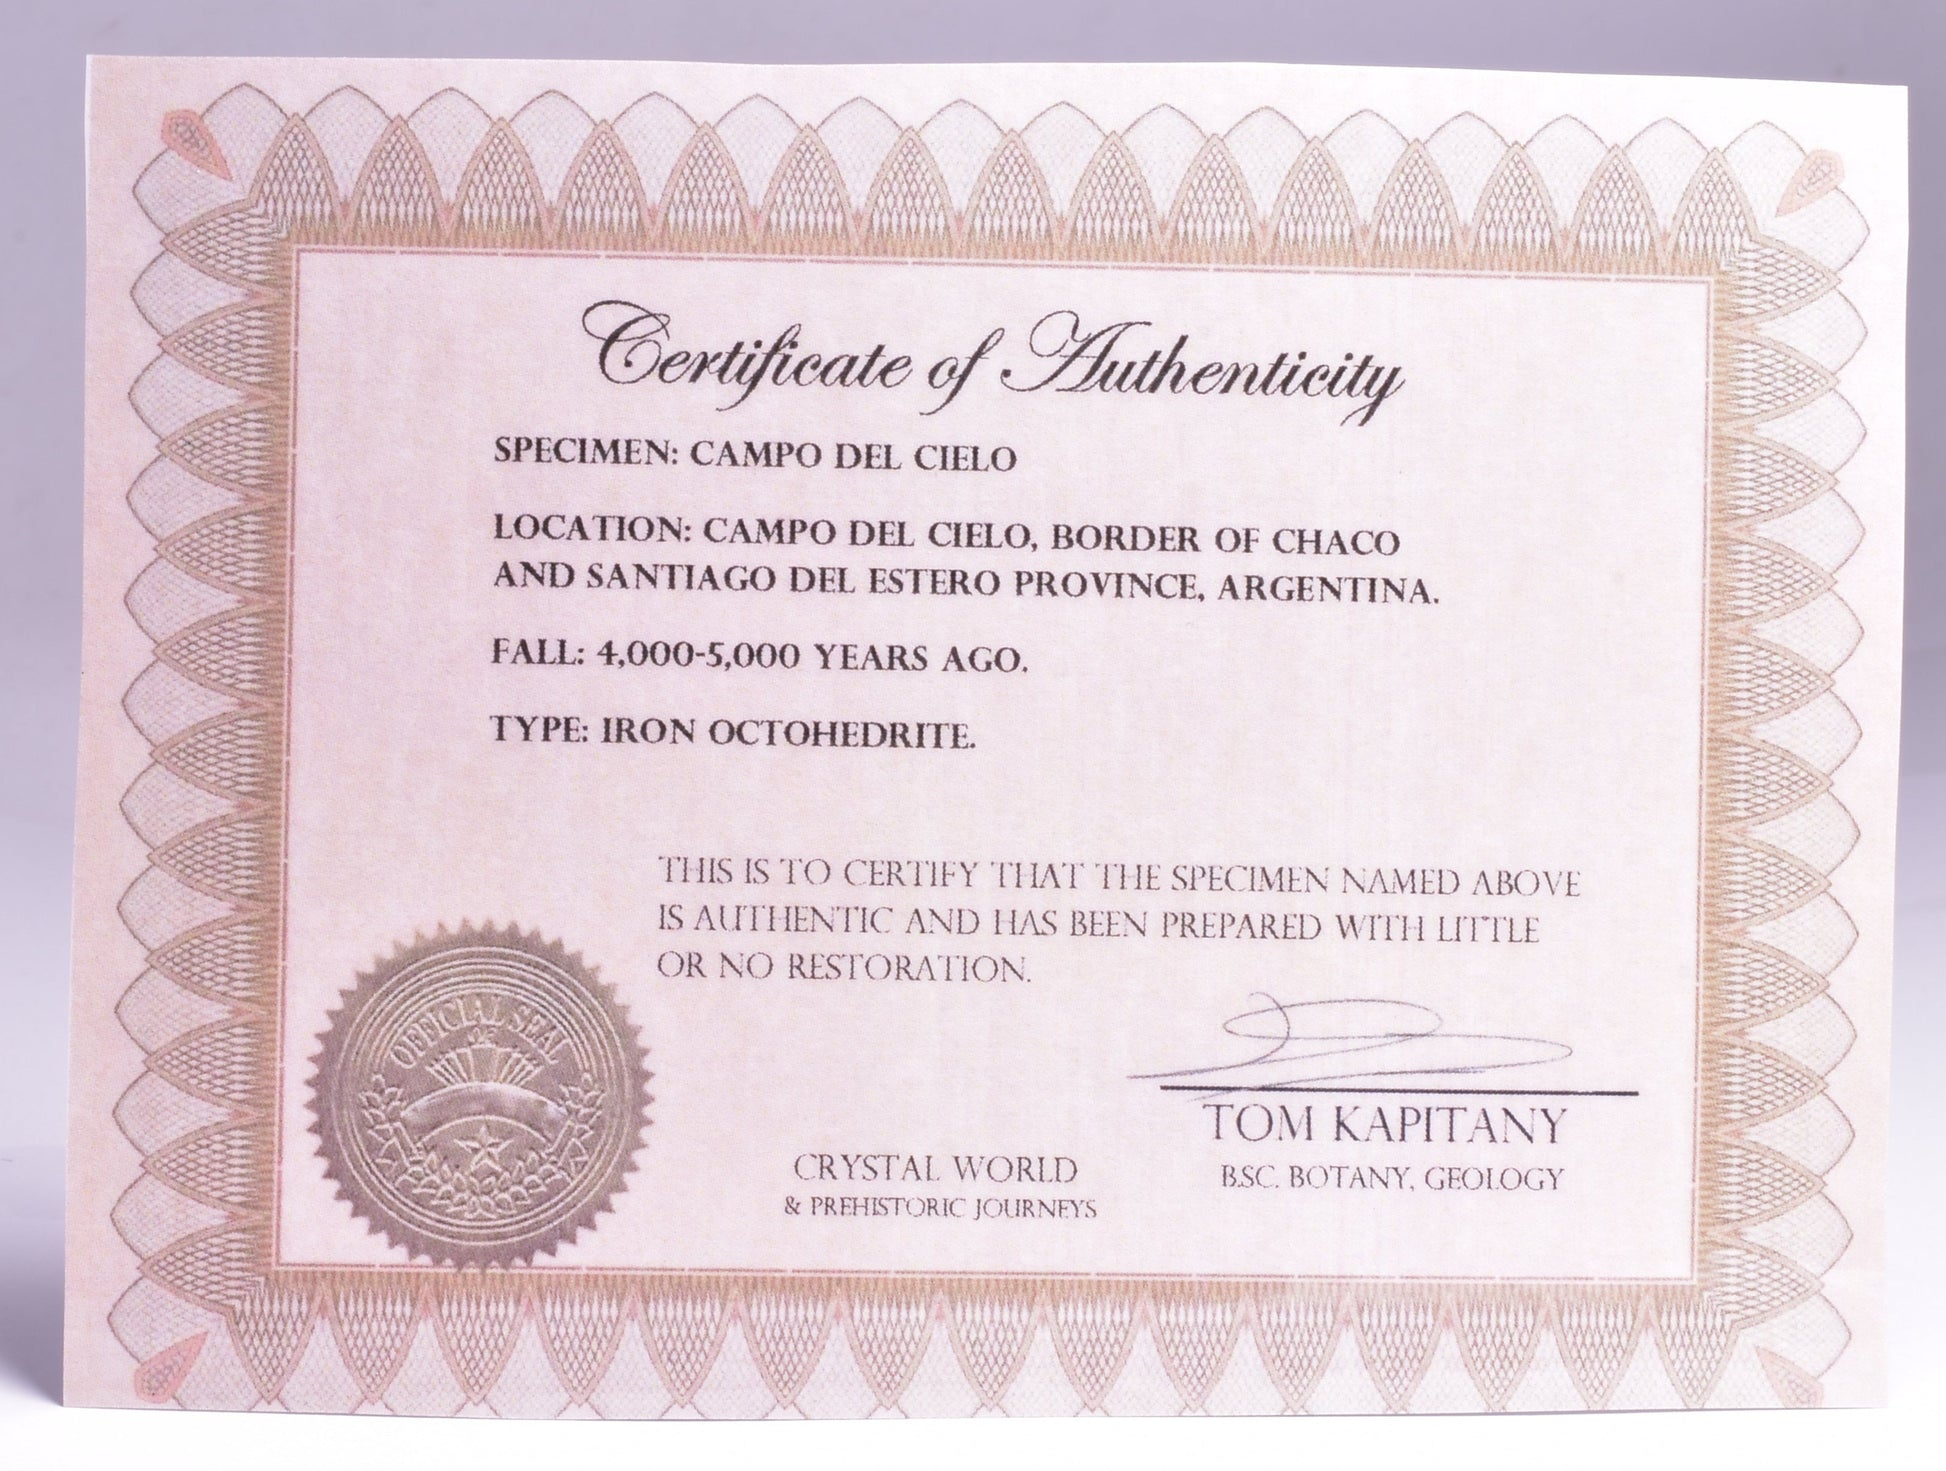 Certificate of Authenticity
SPECIMEN: CAMPO DEL CIELO
LOCATION: CAMPO DEL CIELO, BORDER OF CHACO
AND SANTIAGO DEL ESTERO PROVINCE, ARGENTINA.
FALL: 4,000-5,000 YEARS AGO.
TYPE: IRON OCTOHEDRITE.
THIS IS TO CERTIFY THAT THE SPECIMEN NAMED ABOVE
IS AUTHENTIC AND HAS BEEN PREPARED WITH LITTLE
OR NO RESTORATION.
OFFICIAL SEAL
TOM KAPITANY
B.SC. BOTANY, GEOLOGY
CRYSTAL WORLD
& PREHISTORIC JOURNEYS